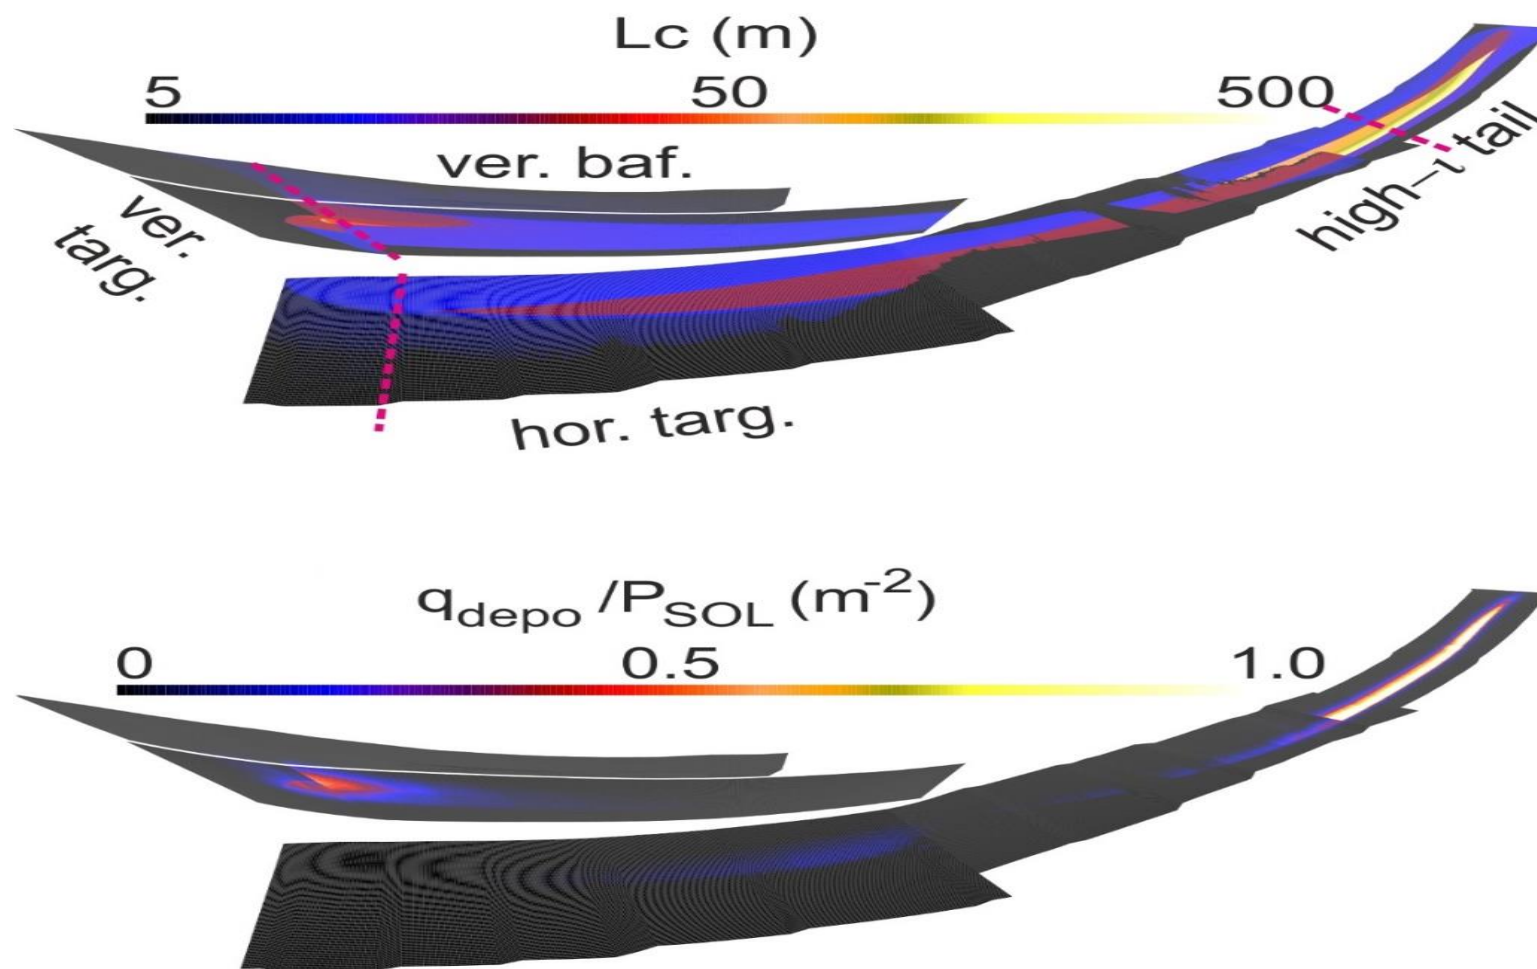 Lc (m)
5 50 500
ver. baf.
ver.
targ.
high-ι tail
hor. targ.
q_depo /P_SOL (m^-2)
0 0.5 1.0